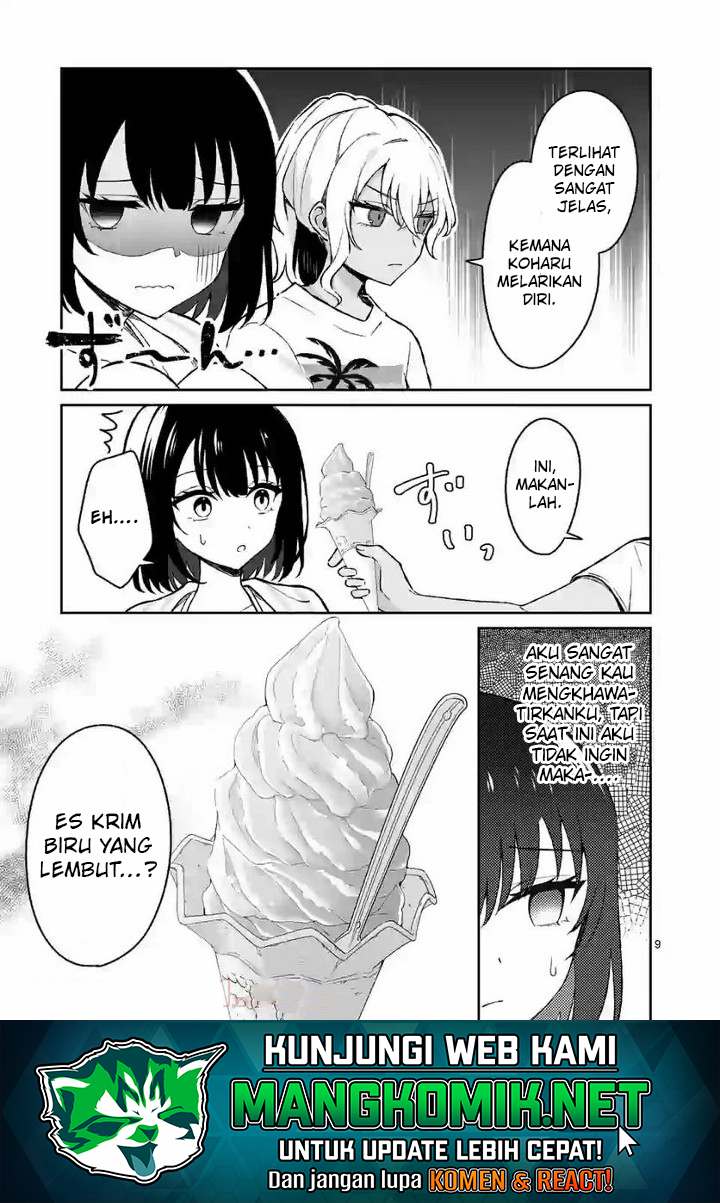 TERLIHAT
DENGAN
SANGAT
JELAS,
KEMANA
KOHARU
MELARIKAN
DIRI.
ず〜ん…
INI,
MAKAN-
LAH.
ずいっ
EH....
AKU SANGAT
SENANG KAU
MENGKHAWA-
TIRKANKU, TAPI
SAAT INI AKU
TIDAK INGIN
MAKA-....
ES KRIM
BIRU YANG
LEMBUT...?
9
KUNJUNGI WEB KAMI
MANGKOMIK.NET
UNTUK UPDATE LEBIH CEPAT!
Dan jangan lupa KOMEN & REACT!